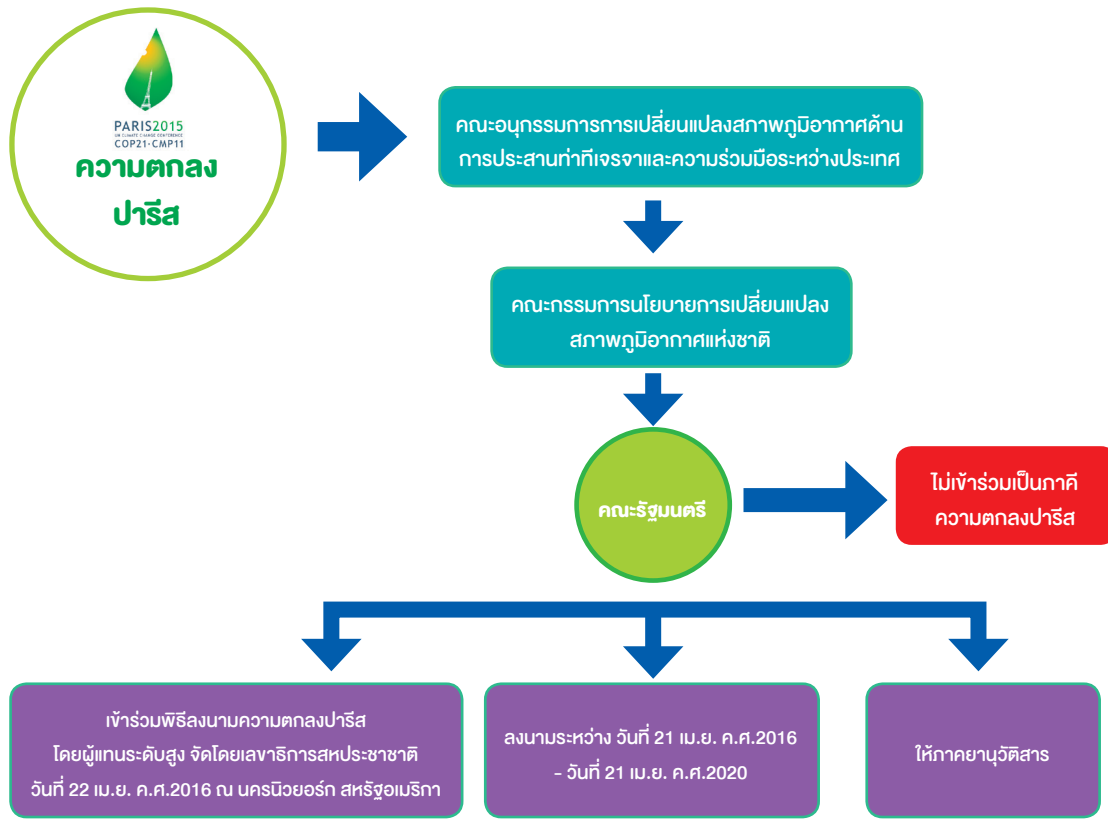 PARIS2015
UN CLIMATE CHANGE CONFERENCE
COP21·CMP11
ความตกลง
ปารีส
คณะอนุกรรมการการเปลี่ยนแปลงสภาพภูมิอากาศด้าน
การประสานท่าทีเจรจาและความร่วมมือระหว่างประเทศ
คณะกรรมการนโยบายการเปลี่ยนแปลง
สภาพภูมิอากาศแห่งชาติ
คณะรัฐมนตรี
ไม่เข้าร่วมเป็นภาคี
ความตกลงปารีส
เข้าร่วมพิธีลงนามความตกลงปารีส
โดยผู้แทนระดับสูง จัดโดยเลขาธิการสหประชาชาติ
วันที่ 22 เม.ย. ค.ศ.2016 ณ นครนิวยอร์ก สหรัฐอเมริกา
ลงนามระหว่าง วันที่ 21 เม.ย. ค.ศ.2016
- วันที่ 21 เม.ย. ค.ศ.2020
ให้ภาคยานุวัติสาร